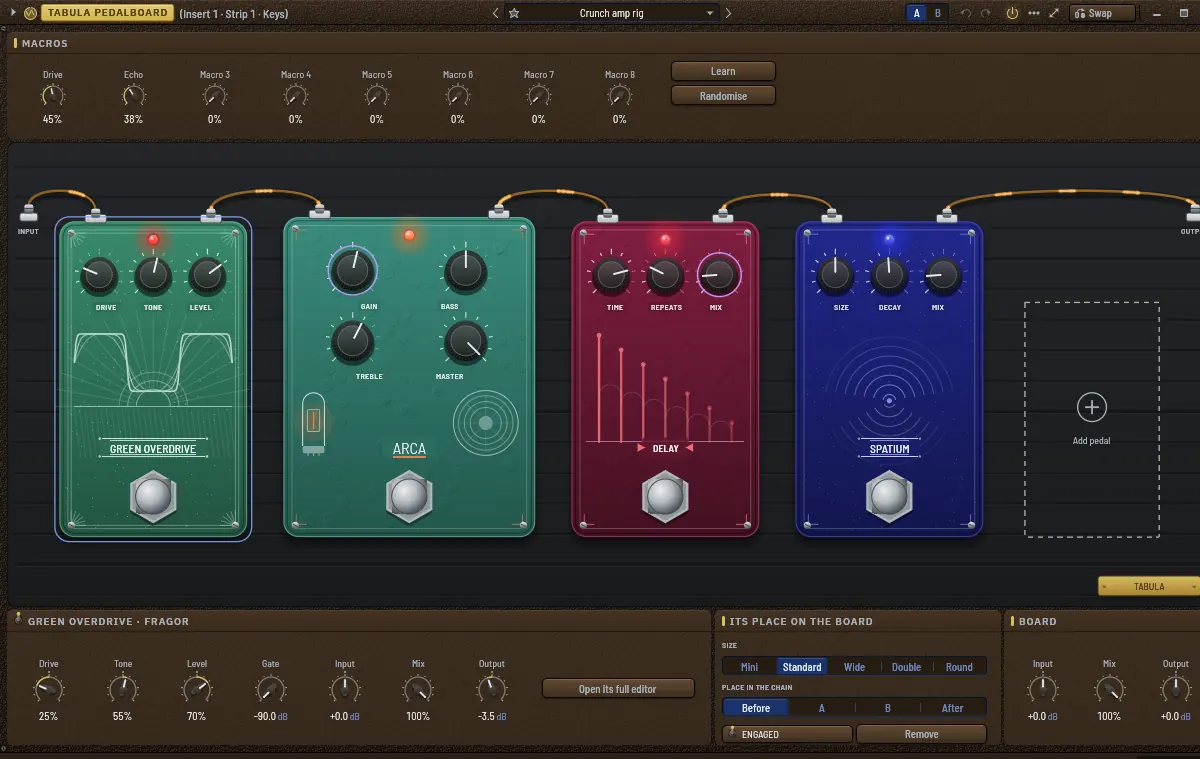 TABULA PEDALBOARD (Insert 1 · Strip 1 · Keys) Crunch amp rig A B Swap
MACROS
Drive Echo Macro 3 Macro 4 Macro 5 Macro 6 Macro 7 Macro 8
45% 38% 0% 0% 0% 0% 0% 0%
Learn
Randomise
INPUT
OUTP
DRIVE TONE LEVEL
GREEN OVERDRIVE
GAIN BASS
TREBLE MASTER
ARCA
TIME REPEATS MIX
DELAY
SIZE DECAY MIX
SPATIUM
Add pedal
TABULA
GREEN OVERDRIVE · FRAGOR
Drive Tone Level Gate Input Mix Output
25% 55% 70% -90.0 dB +0.0 dB 100% -3.5 dB
Open its full editor
ITS PLACE ON THE BOARD
SIZE
Mini Standard Wide Double Round
PLACE IN THE CHAIN
Before A B After
ENGAGED Remove
BOARD
Input Mix Output
+0.0 dB 100% +0.0 dB